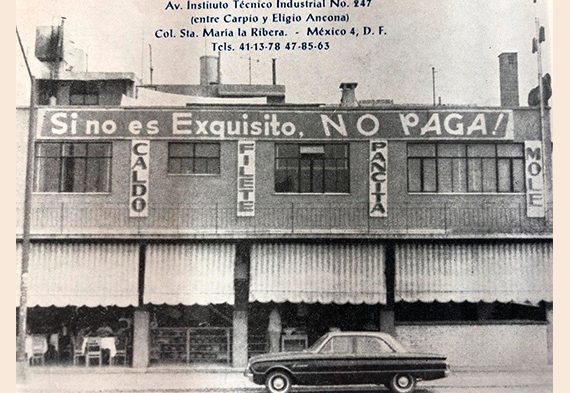 Av. Instituto Técnico Industrial No. 247
(entre Carpio y Eligio Ancona)
Col. Sta. María la Ribera. - México 4, D. F.
Tels. 41-13-78 47-85-63
Si no es Exquisito, NO PAGA!
CALDO
FILETE
PANCITA
MOLE